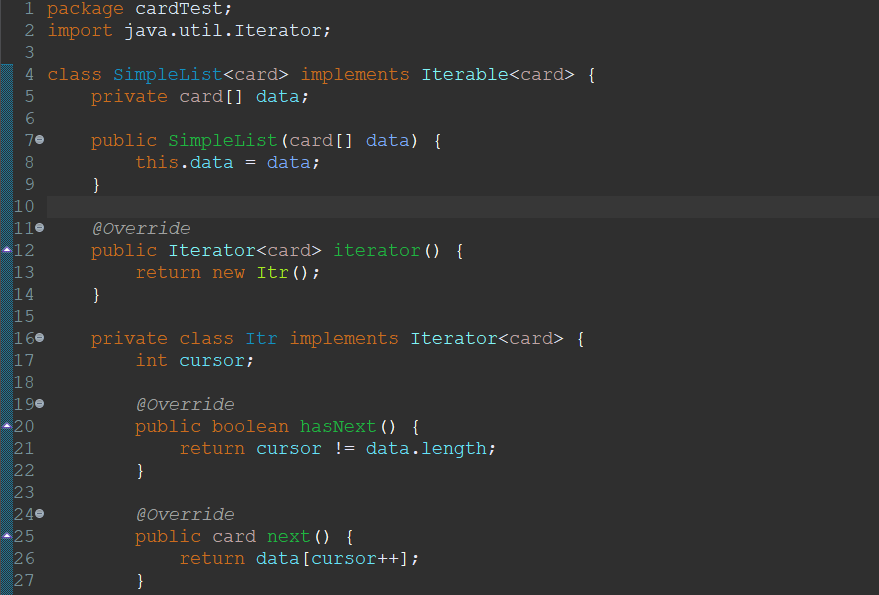 1 package cardTest;
2 import java.util.Iterator;
3
4 class SimpleList<card> implements Iterable<card> {
5     private card[] data;
6
7     public SimpleList(card[] data) {
8         this.data = data;
9     }
10
11     @Override
12     public Iterator<card> iterator() {
13         return new Itr();
14     }
15
16     private class Itr implements Iterator<card> {
17         int cursor;
18
19         @Override
20         public boolean hasNext() {
21             return cursor != data.length;
22         }
23
24         @Override
25         public card next() {
26             return data[cursor++];
27         }